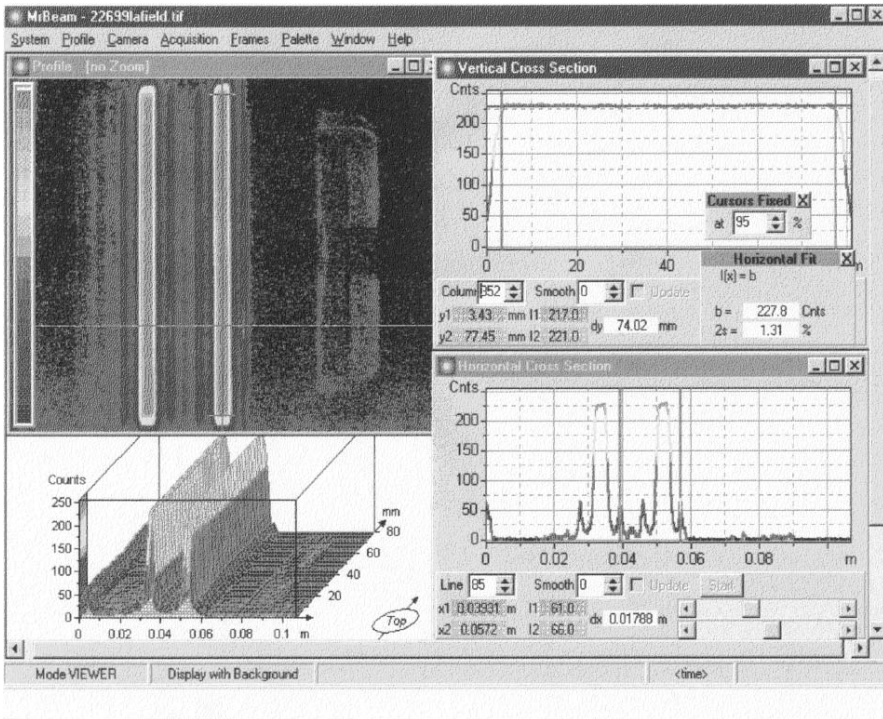 MrBeam - 22699lafield.tif
System Profile Camera Acquisition Frames Palette Window Help
Profile [no Zoom]
Counts
250
200
150
100
50
0
0 0.02 0.04 0.06 0.08 0.1 m
mm
80
60
40
20
Top
Vertical Cross Section
Cnts
200
150
100
50
0
0 20 40
Cursors Fixed
at 95 %
Horizontal Fit
I(x) = b
b = 227.8 Cnts
2s = 1.31 %
Column 352 Smooth 0 Update
y1 3.43 mm I1 217.0
y2 77.45 mm I2 221.0
dy 74.02 mm
Horizontal Cross Section
Cnts
200
150
100
50
0
0 0.02 0.04 0.06 0.08 m
Line 85 Smooth 0 Update Start
x1 0.03931 m I1 61.0
x2 0.0572 m I2 66.0
dx 0.01788 m
Mode VIEWER Display with Background <time>